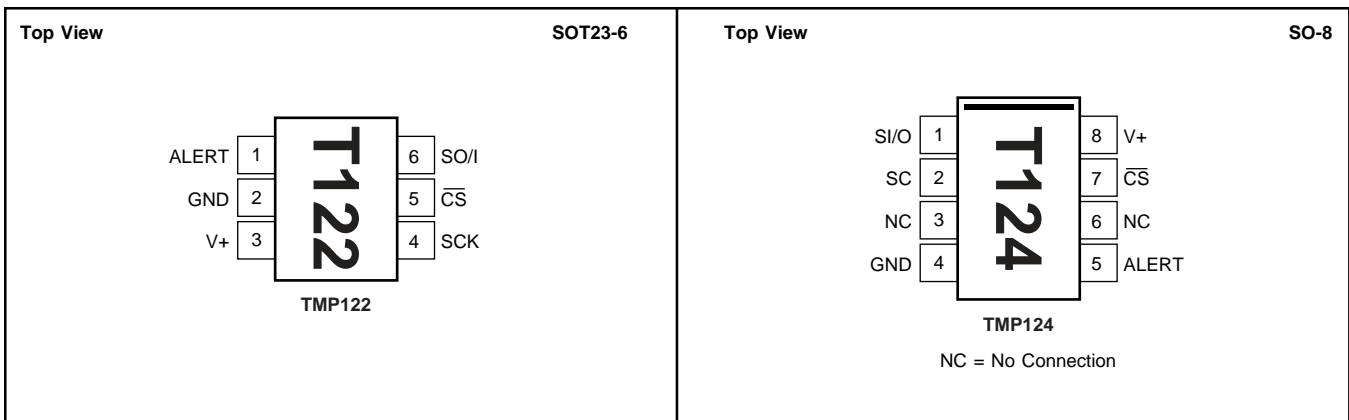 Top View SOT23-6
T122
ALERT 1 6 SO/I
GND 2 5 C̅S̅
V+ 3 4 SCK
TMP122
Top View SO-8
T124
SI/O 1 8 V+
SC 2 7 C̅S̅
NC 3 6 NC
GND 4 5 ALERT
TMP124
NC = No Connection